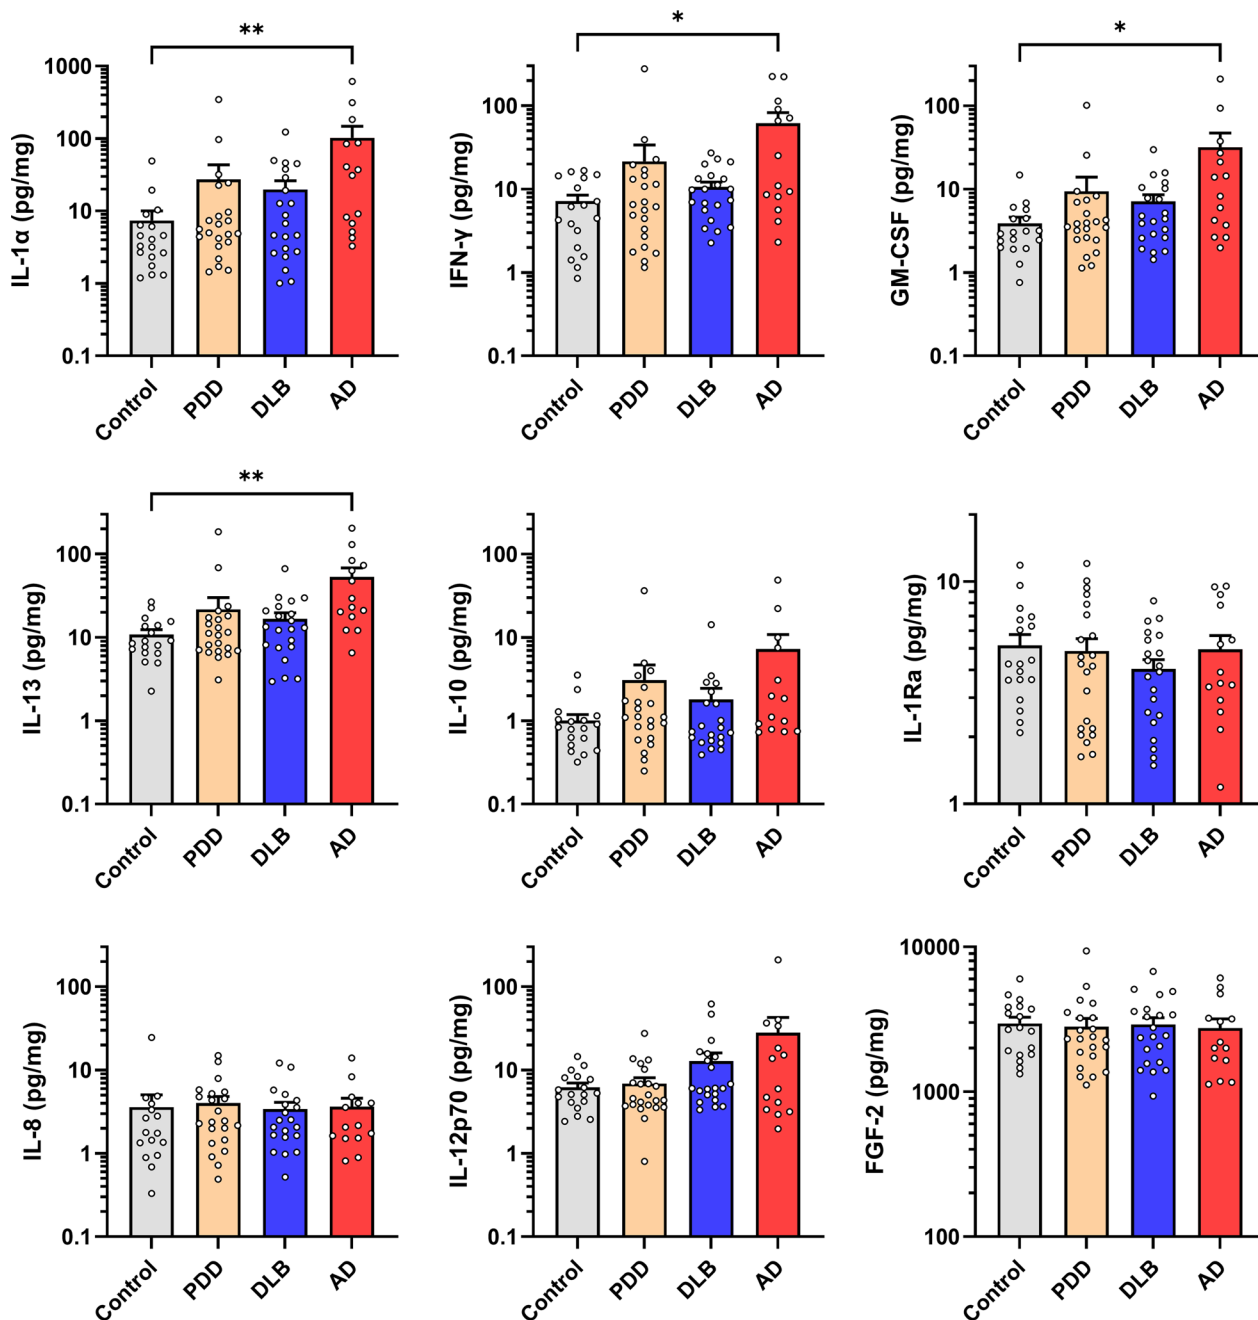 **
IL-1α (pg/mg)
1000
100
10
1
0.1
Control
PDD
DLB
AD
*
IFN-γ (pg/mg)
100
10
1
0.1
Control
PDD
DLB
AD
*
GM-CSF (pg/mg)
100
10
1
0.1
Control
PDD
DLB
AD
**
IL-13 (pg/mg)
100
10
1
0.1
Control
PDD
DLB
AD
IL-10 (pg/mg)
100
10
1
0.1
Control
PDD
DLB
AD
IL-1Ra (pg/mg)
10
1
Control
PDD
DLB
AD
IL-8 (pg/mg)
100
10
1
0.1
Control
PDD
DLB
AD
IL-12p70 (pg/mg)
100
10
1
0.1
Control
PDD
DLB
AD
FGF-2 (pg/mg)
10000
1000
100
Control
PDD
DLB
AD